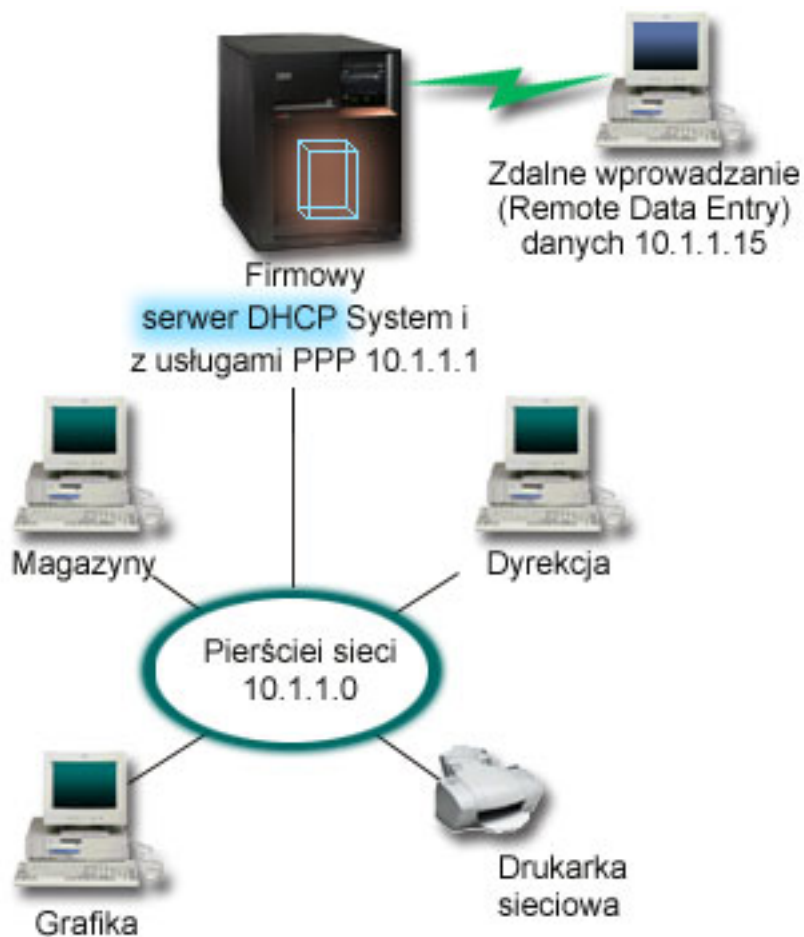 Zdalne wprowadzanie
(Remote Data Entry)
danych 10.1.1.15
Firmowy
serwer DHCP System i
z usługami PPP 10.1.1.1
Magazyny
Dyrekcja
Pierściei sieci
10.1.1.0
Grafika
Drukarka
sieciowa